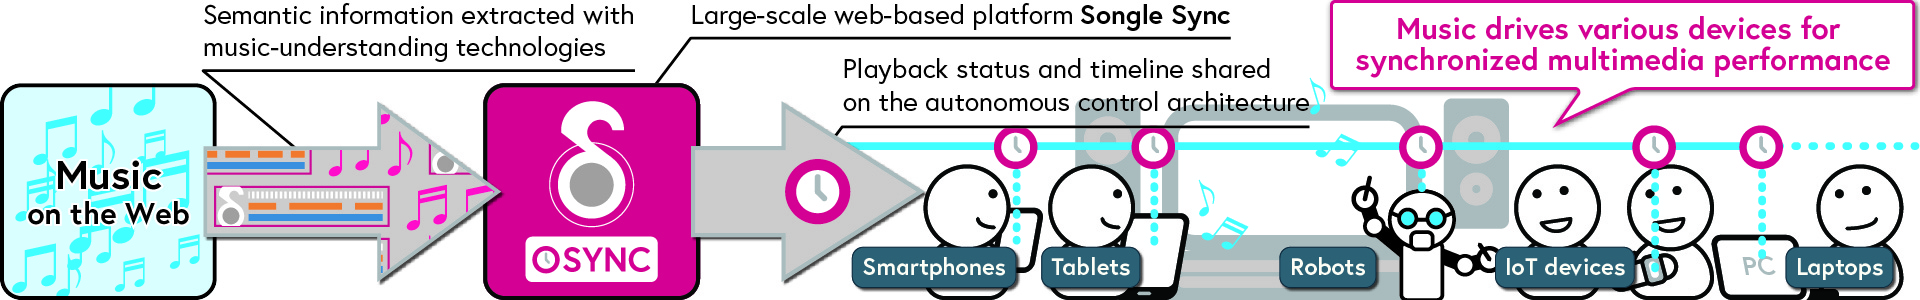 Semantic information extracted with
music-understanding technologies
Large-scale web-based platform Songle Sync
Playback status and timeline shared
on the autonomous control architecture
Music drives various devices for
synchronized multimedia performance
Music
on the Web
SYNC
Smartphones
Tablets
Robots
IoT devices
PC
Laptops